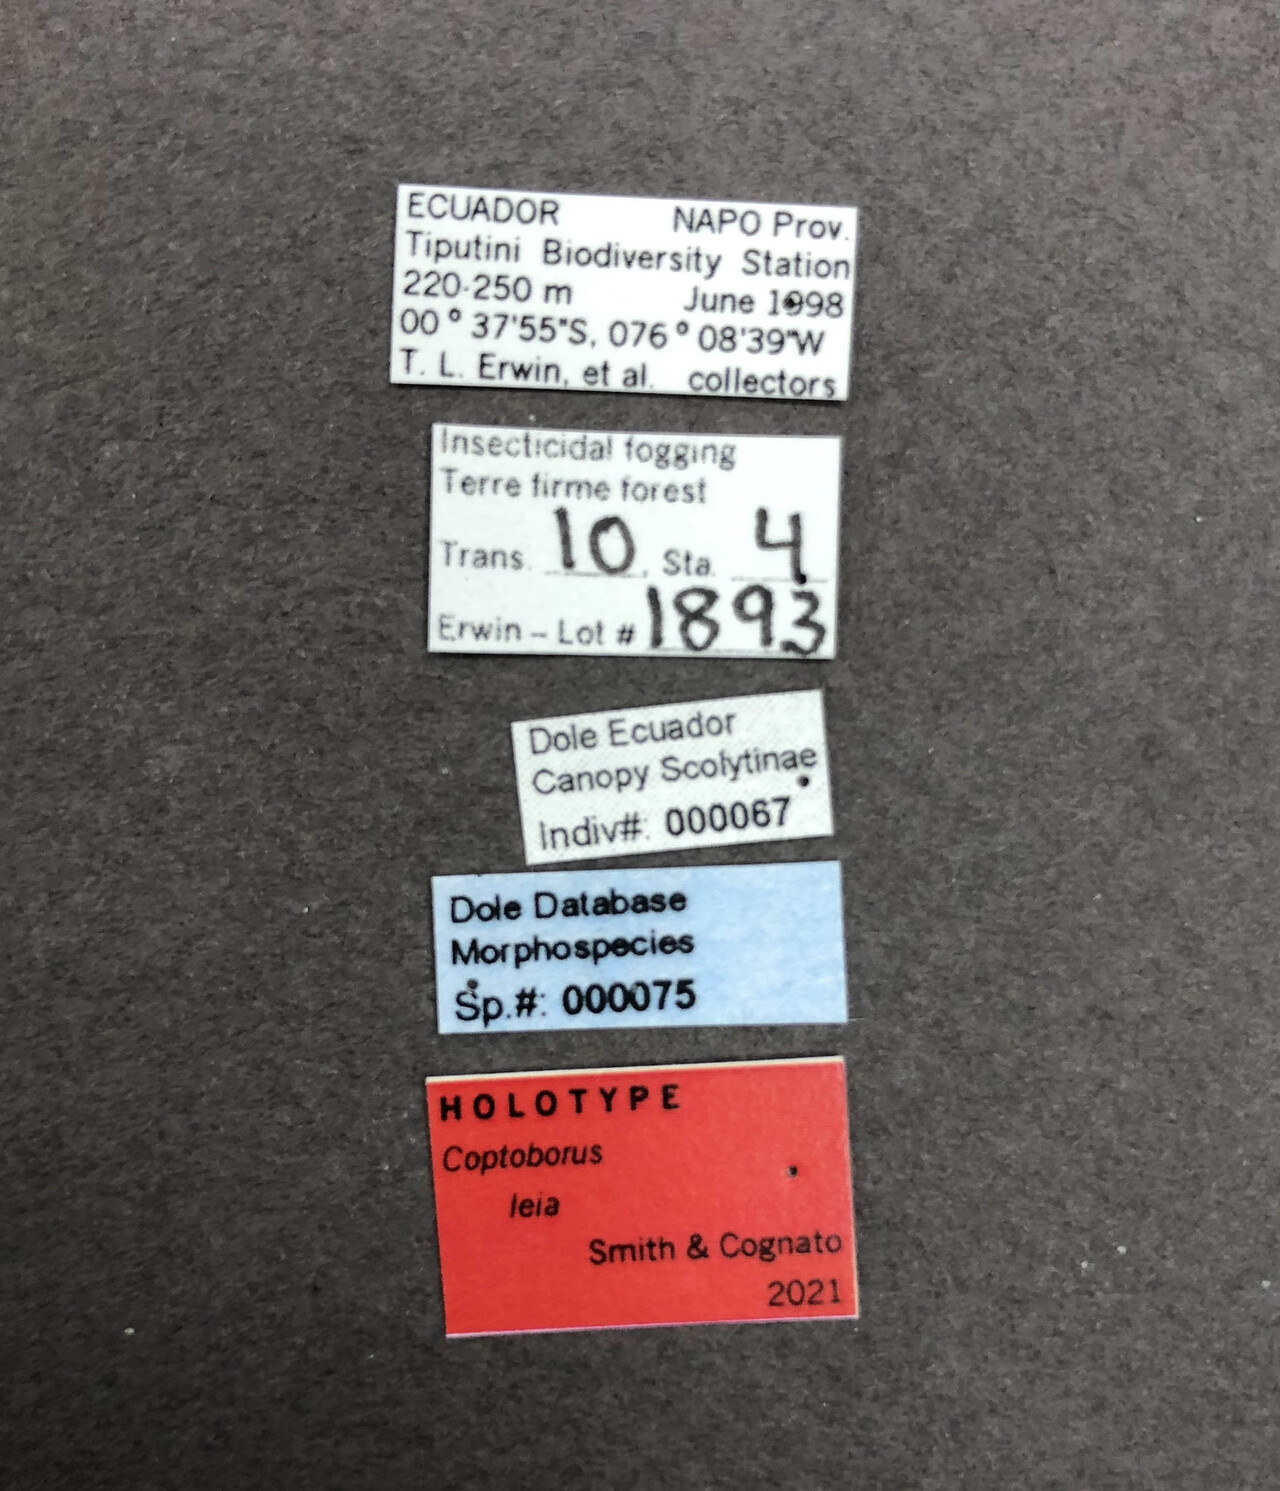 ECUADOR NAPO Prov.
Tiputini Biodiversity Station
220-250 m June 1998
00° 37'55"S, 076° 08'39"W
T. L. Erwin, et al. collectors
Insecticidal fogging
Terre firme forest
Trans. 10, Sta. 4
Erwin – Lot # 1893
Dole Ecuador
Canopy Scolytinae
Indiv#: 000067
Dole Database
Morphospecies
Sp.#: 000075
HOLOTYPE
Coptoborus
leia
Smith & Cognato
2021